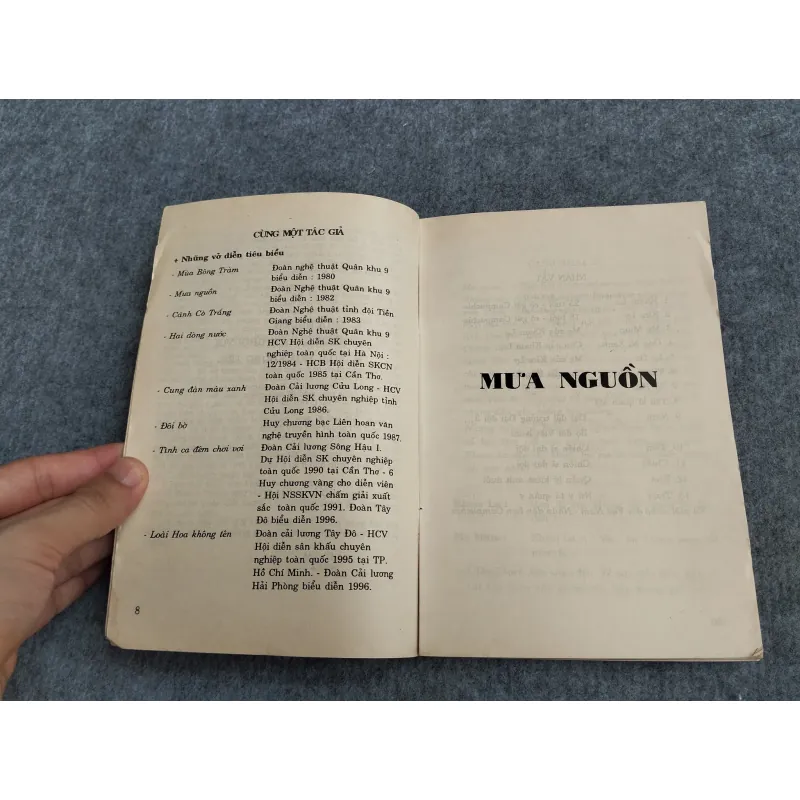 CÙNG MỘT TÁC GIẢ
+ Những vở diễn tiêu biểu
- Mùa Bông Tràm Đoàn nghệ thuật Quân khu 9
biểu diễn : 1980
- Mưa nguồn Đoàn Nghệ thuật Quân khu 9
biểu diễn : 1982
- Cánh Cò Trắng Đoàn Nghệ thuật tỉnh đội Tiền
Giang biểu diễn : 1983
- Hai dòng nước Đoàn Nghệ thuật Quân khu 9
HCV Hội diễn SK chuyên
nghiệp toàn quốc tại Hà Nội :
12/1984 - HCB Hội diễn SKCN
toàn quốc 1985 tại Cần Thơ.
- Cung đàn màu xanh Đoàn Cải lương Cửu Long - HCV
Hội diễn SK chuyên nghiệp tỉnh
Cửu Long 1986.
- Đôi bờ Huy chương bạc Liên hoan văn
nghệ truyền hình toàn quốc 1987.
- Tình ca đêm chơi vơi Đoàn Cải lương Sông Hậu I.
Dự Hội diễn SK chuyên nghiệp
toàn quốc 1990 tại Cần Thơ - 6
Huy chương vàng cho diễn viên
- Hội NSSKVN chấm giải xuất
sắc toàn quốc 1991. Đoàn Tây
Đô biểu diễn 1996.
- Loài Hoa không tên Đoàn cải lương Tây Đô - HCV
Hội diễn sân khấu chuyên
nghiệp toàn quốc 1995 tại TP.
Hồ Chí Minh. - Đoàn Cải lương
Hải Phòng biểu diễn 1996.
8
MƯA NGUỒN